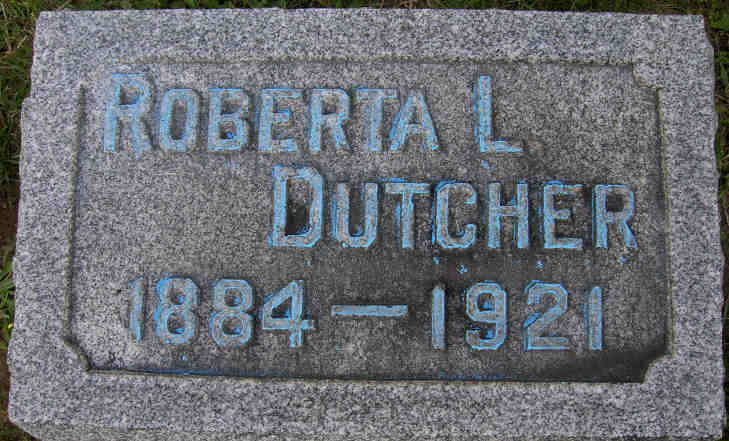 ROBERTA L
DUTCHER
1884—1921